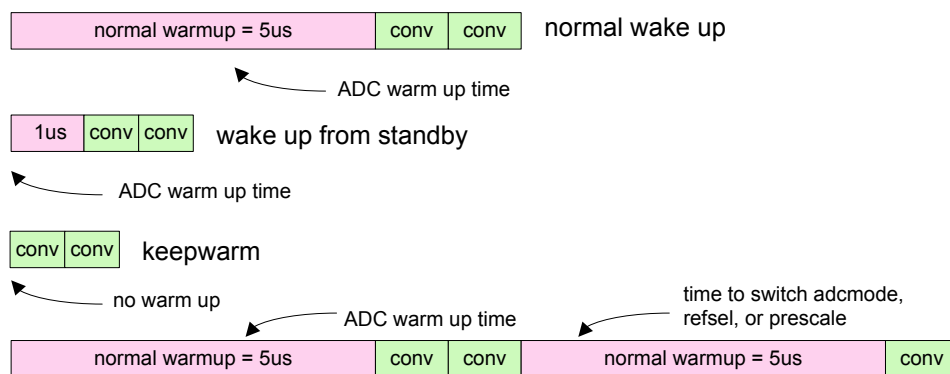 normal warmup = 5us conv conv normal wake up
ADC warm up time
1us conv conv wake up from standby
ADC warm up time
conv conv keepwarm
no warm up
ADC warm up time
time to switch adcmode,
refsel, or prescale
normal warmup = 5us conv conv normal warmup = 5us conv